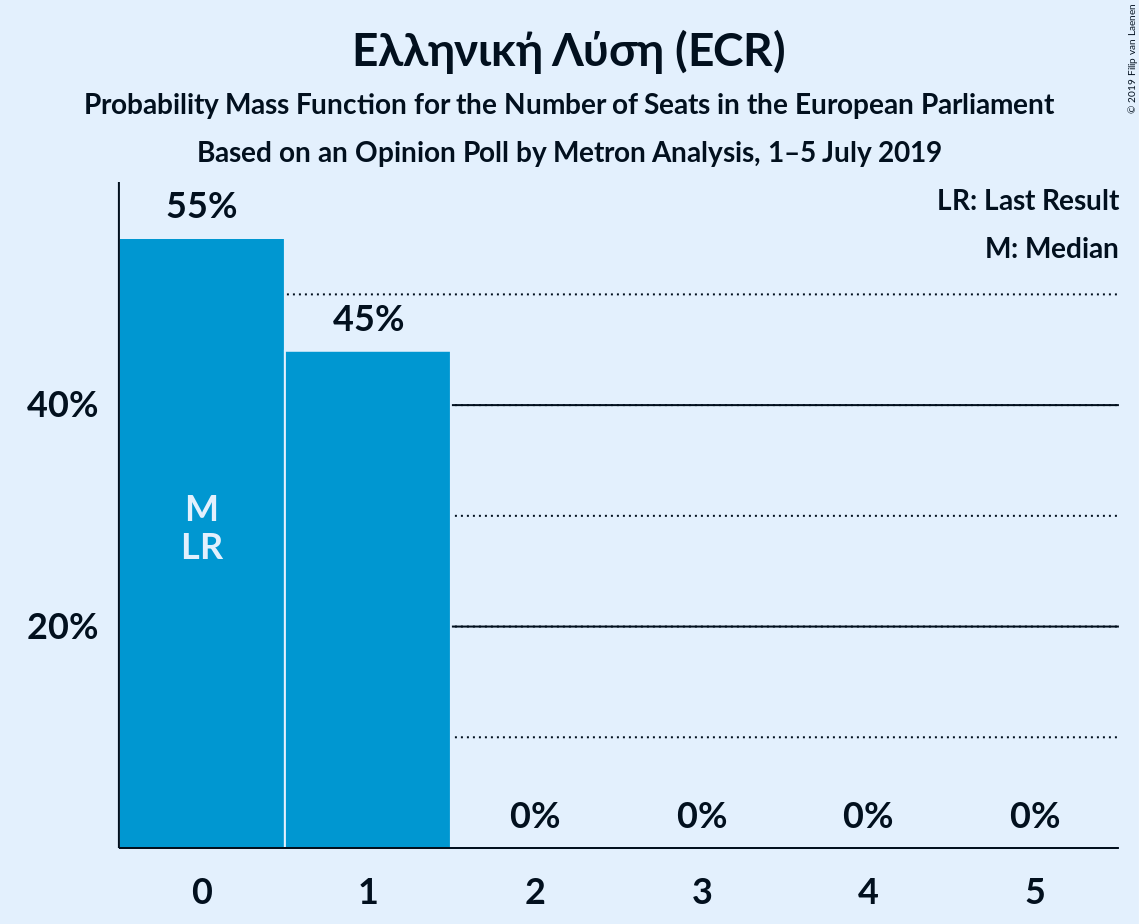 Ελληνική Λύση (ECR)
Probability Mass Function for the Number of Seats in the European Parliament
Based on an Opinion Poll by Metron Analysis, 1–5 July 2019
© 2019 Filip van Laenen
LR: Last Result
M: Median
55%
45%
40%
20%
M
LR
0%
0%
0%
0%
0
1
2
3
4
5